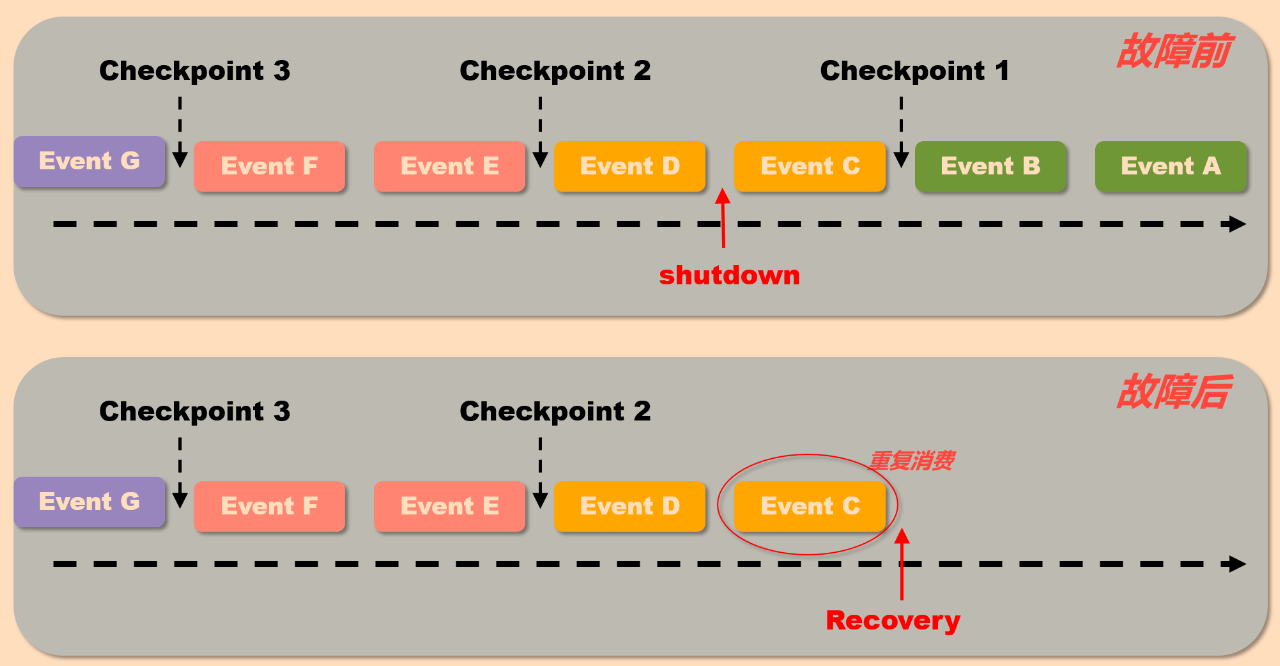 故障前
Checkpoint 3
Checkpoint 2
Checkpoint 1
Event G
Event F
Event E
Event D
Event C
Event B
Event A
shutdown
故障后
Checkpoint 3
Checkpoint 2
重复消费
Event G
Event F
Event E
Event D
Event C
Recovery